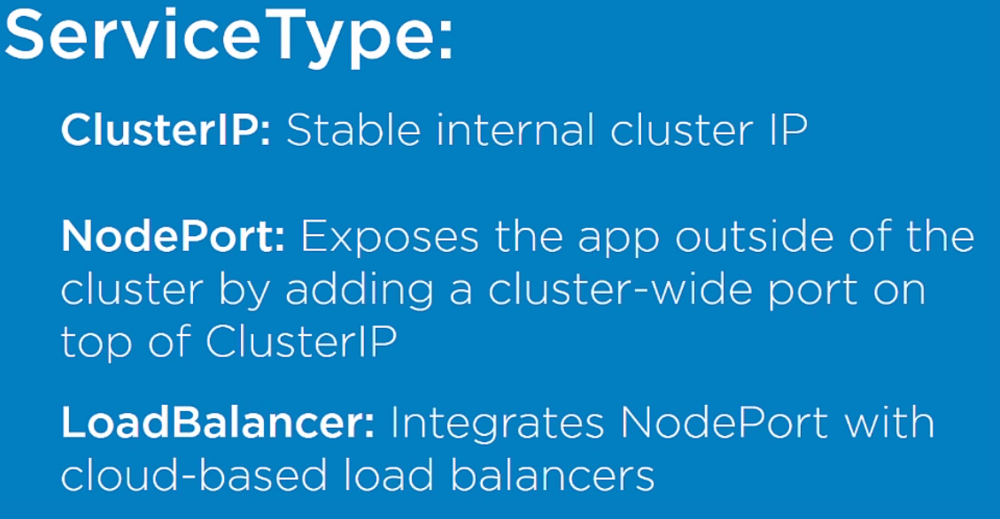 ServiceType:
ClusterIP: Stable internal cluster IP
NodePort: Exposes the app outside of the
cluster by adding a cluster-wide port on
top of ClusterIP
LoadBalancer: Integrates NodePort with
cloud-based load balancers